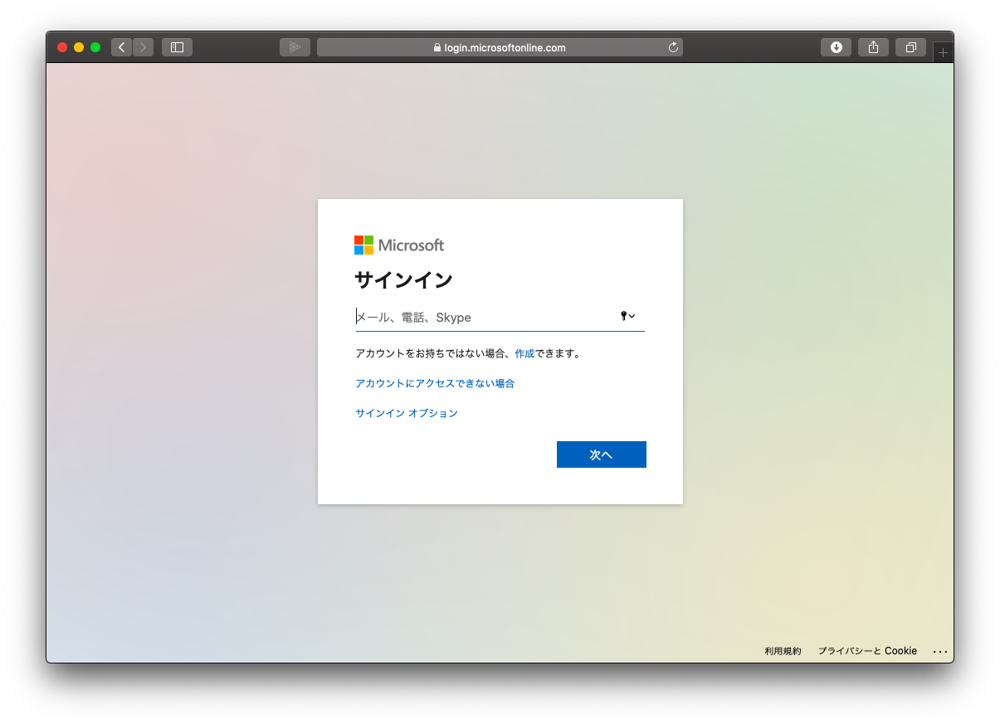 login.microsoftonline.com
Microsoft
サインイン
メール、電話、Skype
アカウントをお持ちではない場合、作成できます。
アカウントにアクセスできない場合
サインイン オプション
次へ
利用規約 プライバシーと Cookie ...